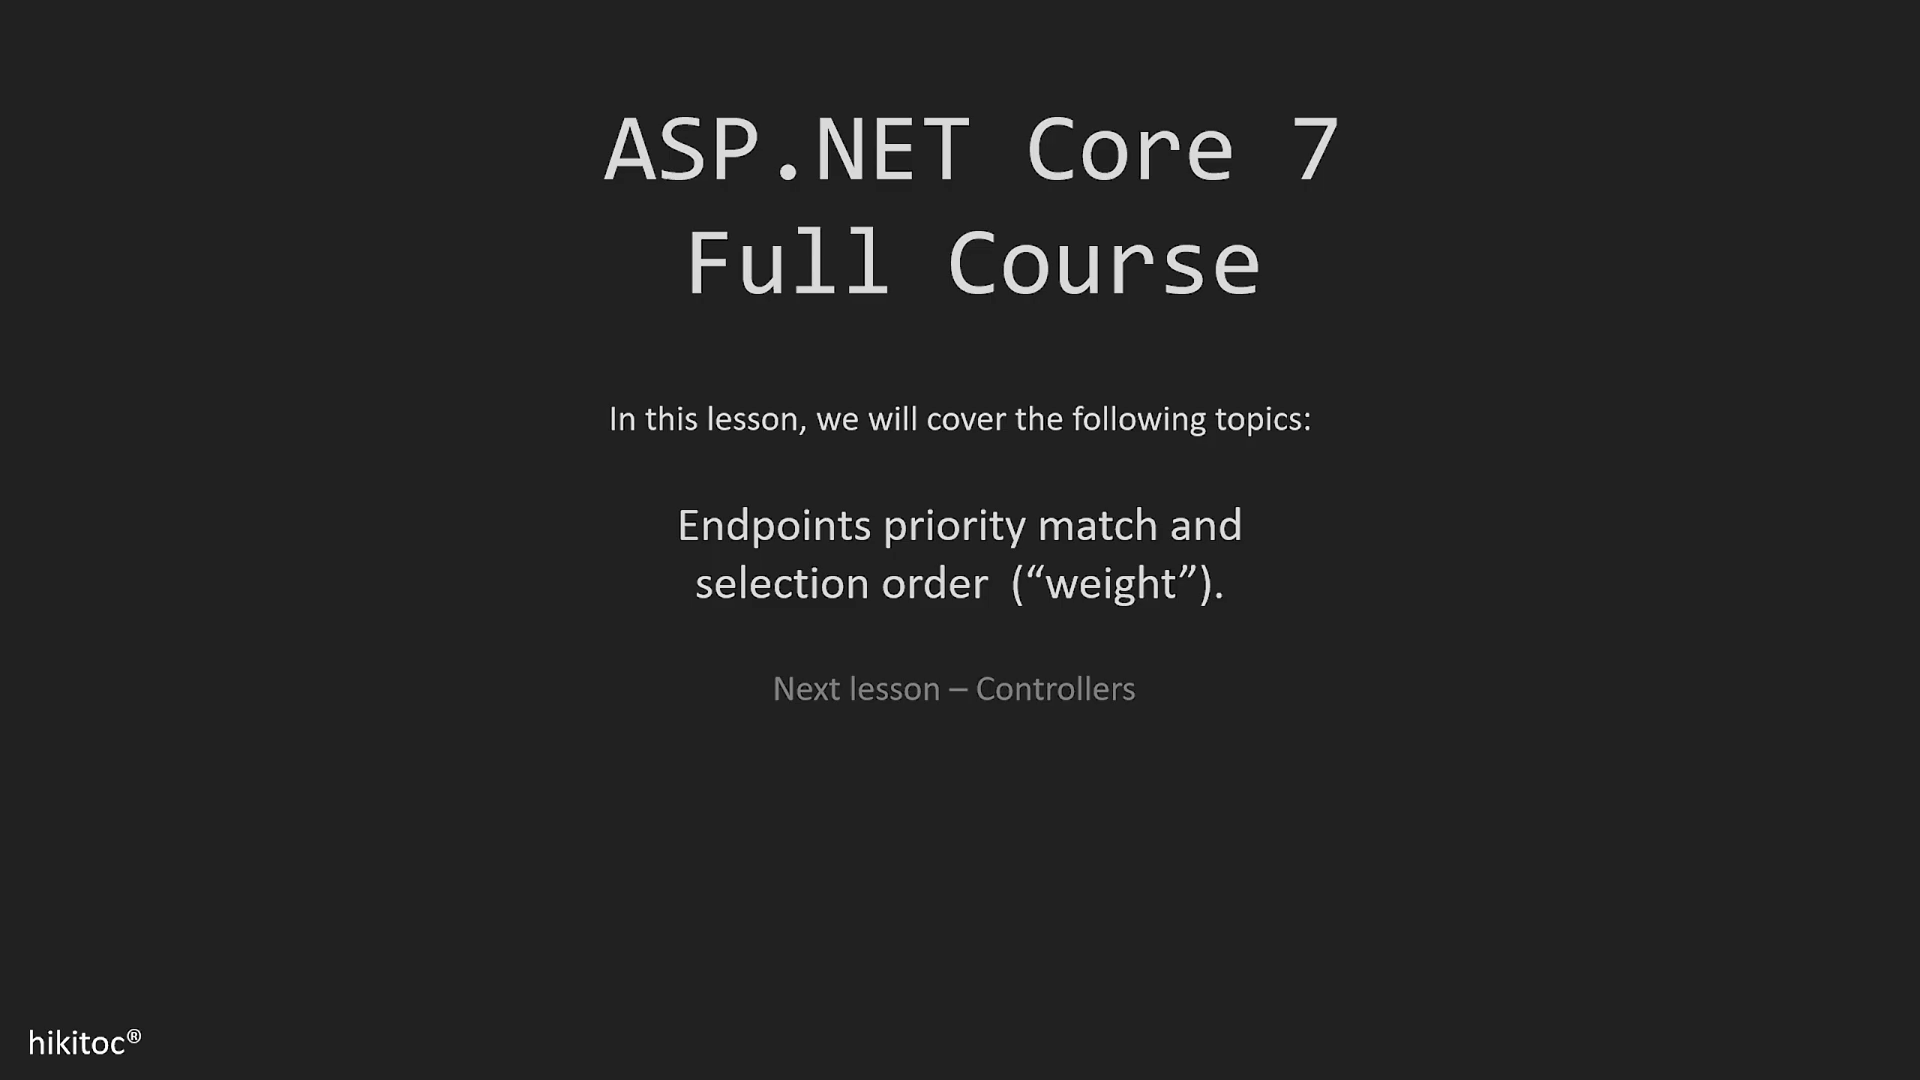 ASP.NET Core 7
Full Course
In this lesson, we will cover the following topics:
Endpoints priority match and
selection order  (“weight”).
Next lesson – Controllers
hikitoc®